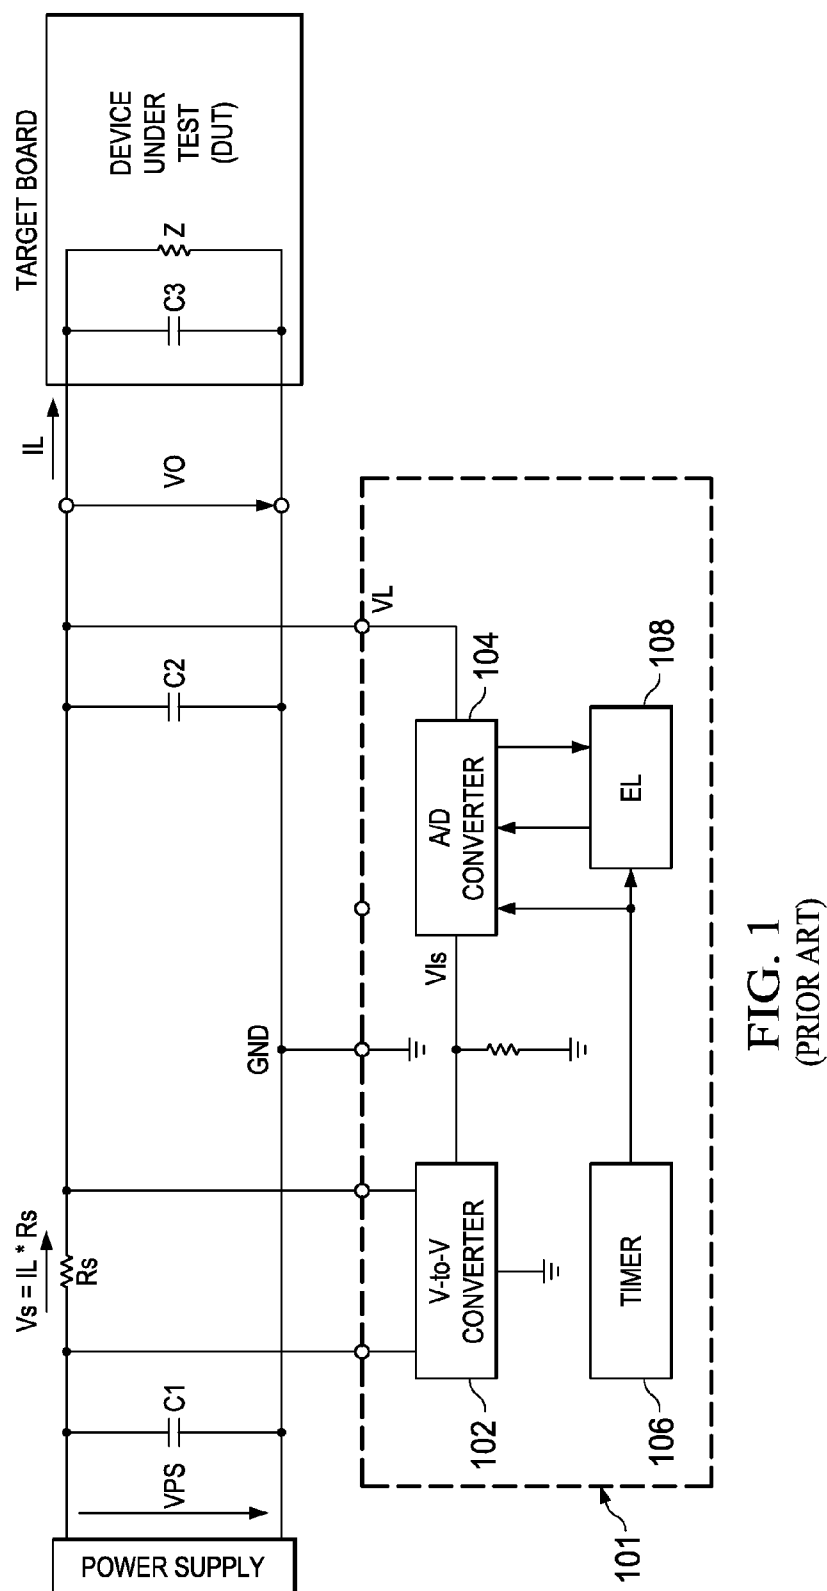 TARGET BOARD
DEVICE
UNDER
TEST
(DUT)
Z
C3
IL
VO
C2
VL
GND
Vs = IL * Rs
Rs
C1
VPS
POWER SUPPLY
V-to-V
CONVERTER
102
VIs
A/D
CONVERTER
104
TIMER
106
EL
108
101
FIG. 1
(PRIOR ART)